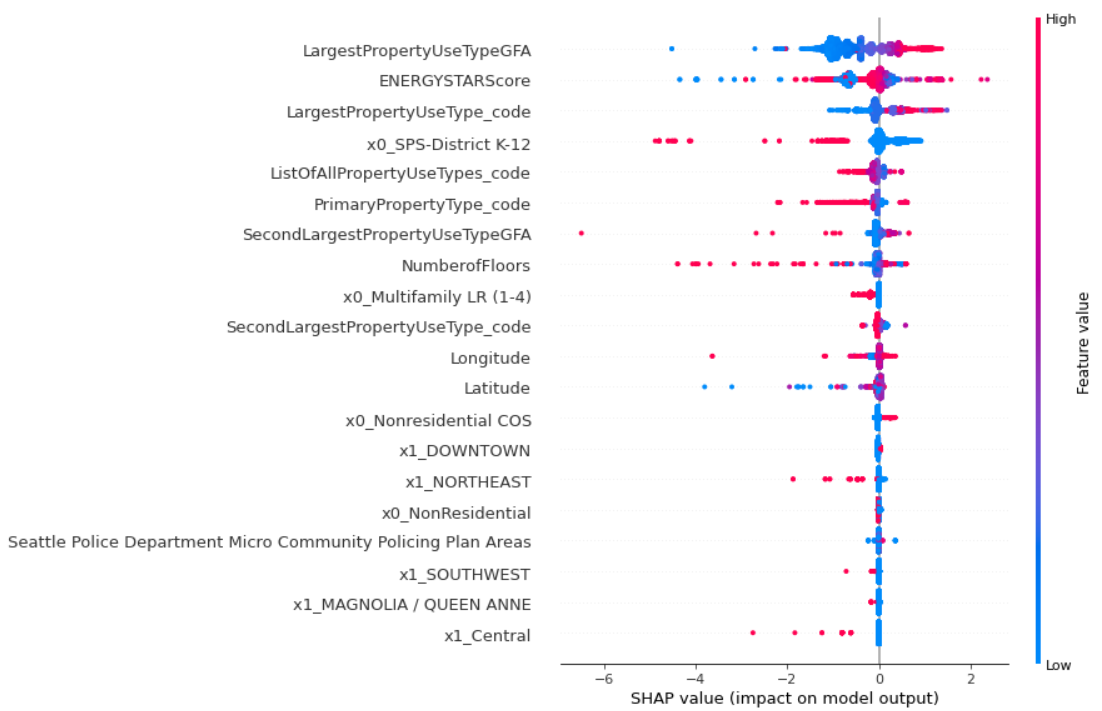 High
LargestPropertyUseTypeGFA
ENERGYSTARScore
LargestPropertyUseType_code
x0_SPS-District K-12
ListOfAllPropertyUseTypes_code
PrimaryPropertyType_code
SecondLargestPropertyUseTypeGFA
NumberofFloors
x0_Multifamily LR (1-4)
SecondLargestPropertyUseType_code
Longitude
Latitude
x0_Nonresidential COS
x1_DOWNTOWN
x1_NORTHEAST
x0_NonResidential
Seattle Police Department Micro Community Policing Plan Areas
x1_SOUTHWEST
x1_MAGNOLIA / QUEEN ANNE
x1_Central
Feature value
Low
−6 −4 −2 0 2
SHAP value (impact on model output)